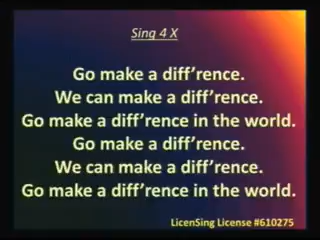 Sing 4 X
Go make a diff’rence.
We can make a diff’rence.
Go make a diff’rence in the world.
Go make a diff’rence.
We can make a diff’rence.
Go make a diff’rence in the world.
LicenSing License #610275